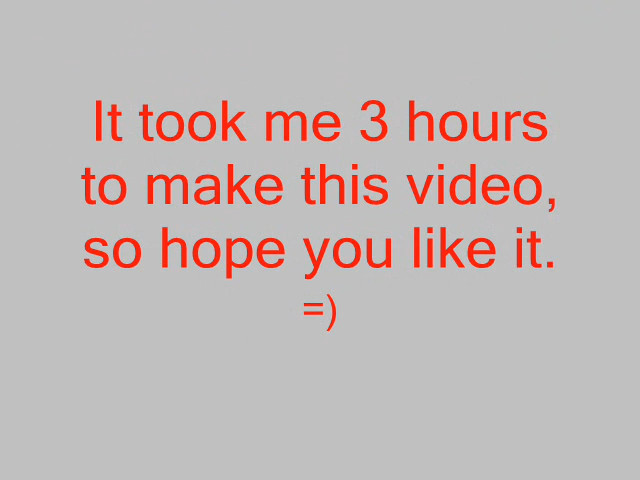 It took me 3 hours
to make this video,
so hope you like it.
=)